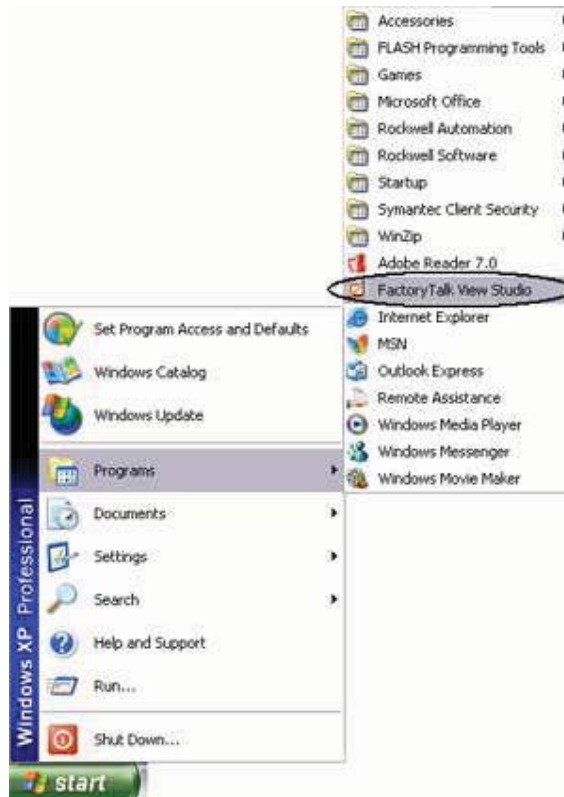 Accessories
FLASH Programming Tools
Games
Microsoft Office
Rockwell Automation
Rockwell Software
Startup
Symantec Client Security
WinZip
Adobe Reader 7.0
FactoryTalk View Studio
Internet Explorer
MSN
Outlook Express
Remote Assistance
Windows Media Player
Windows Messenger
Windows Movie Maker
Set Program Access and Defaults
Windows Catalog
Windows Update
Programs
Documents
Settings
Search
Help and Support
Run...
Shut Down...
Windows XP Professional
start